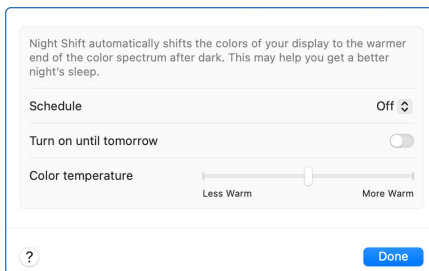 Night Shift automatically shifts the colors of your display to the warmer
end of the color spectrum after dark. This may help you get a better
night's sleep.
Schedule Off
Turn on until tomorrow
Color temperature
Less Warm More Warm
? Done